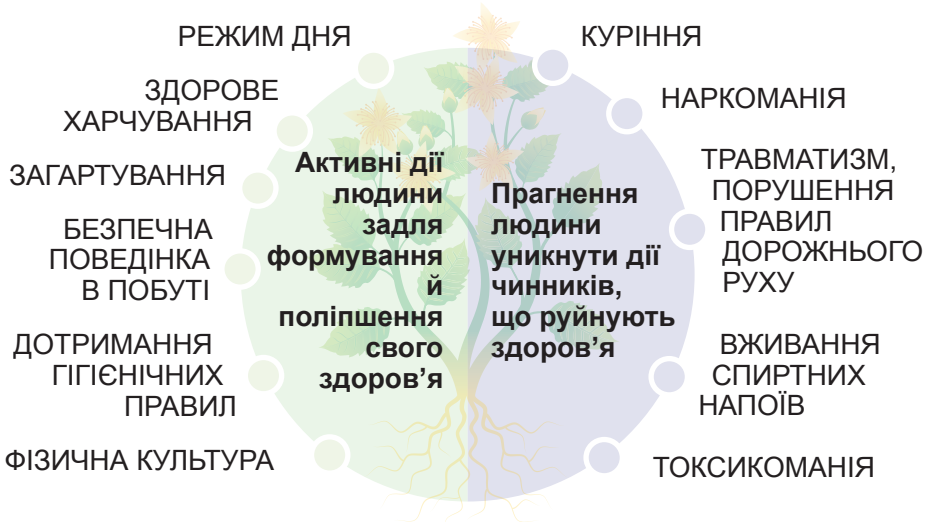 РЕЖИМ ДНЯ
ЗДОРОВЕ
ХАРЧУВАННЯ
ЗАГАРТУВАННЯ
БЕЗПЕЧНА
ПОВЕДІНКА
В ПОБУТІ
ДОТРИМАННЯ
ГІГІЄНІЧНИХ
ПРАВИЛ
ФІЗИЧНА КУЛЬТУРА
Активні дії
людини
задля
формування
й
поліпшення
свого
здоров’я
Прагнення
людини
уникнути дії
чинників,
що руйнують
здоров’я
КУРІННЯ
НАРКОМАНІЯ
ТРАВМАТИЗМ,
ПОРУШЕННЯ
ПРАВИЛ
ДОРОЖНЬОГО
РУХУ
ВЖИВАННЯ
СПИРТНИХ
НАПОЇВ
ТОКСИКОМАНІЯ